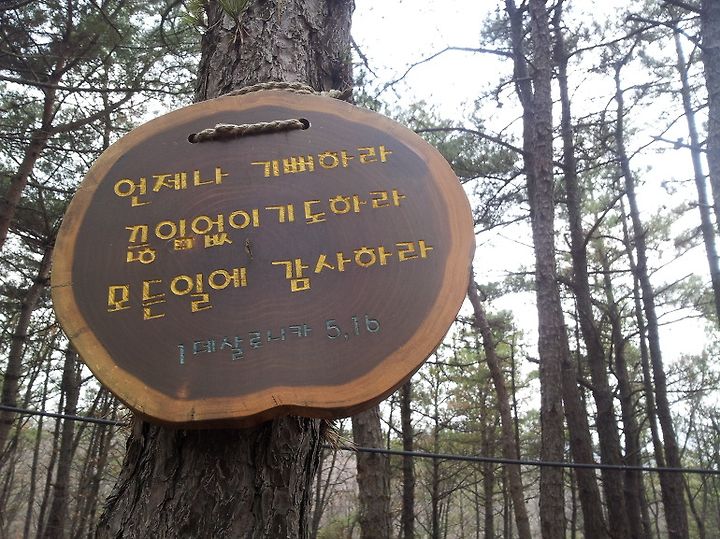 언제나 기뻐하라
끊임없이기도하라
모든일에 감사하라
1데살로니카 5,16